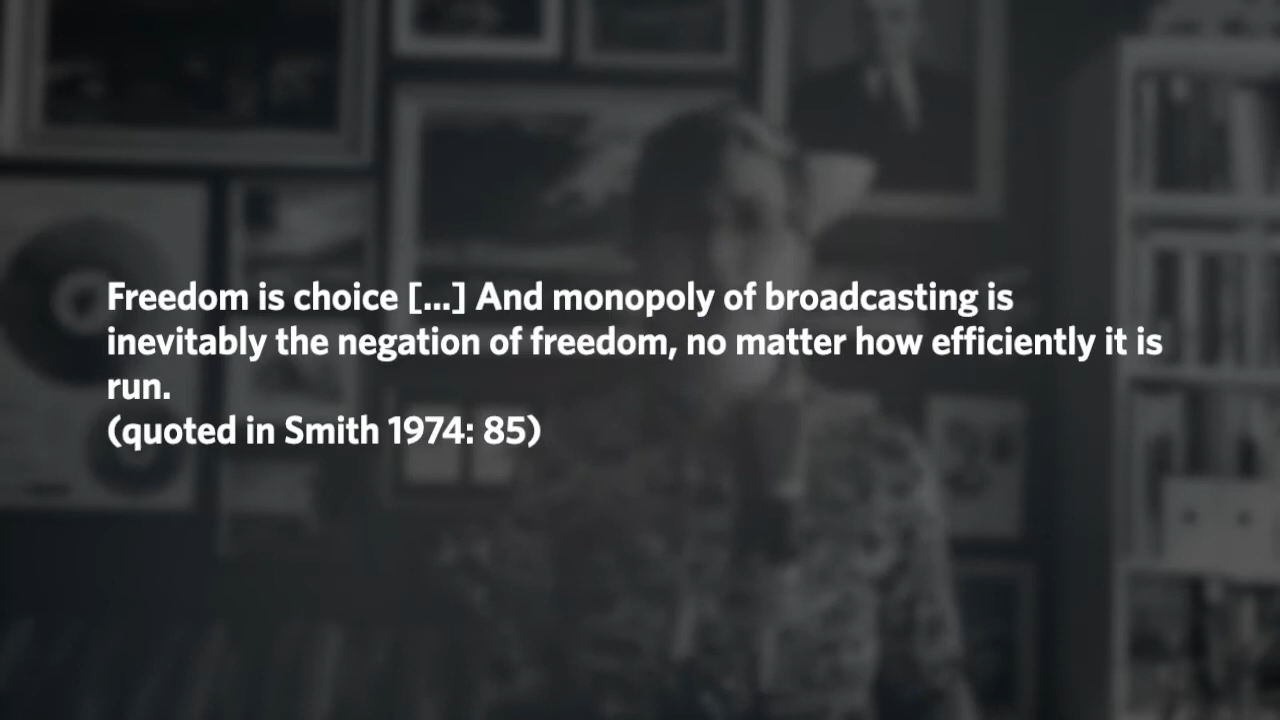 Freedom is choice [...] And monopoly of broadcasting is
inevitably the negation of freedom, no matter how efficiently it is
run.
(quoted in Smith 1974: 85)